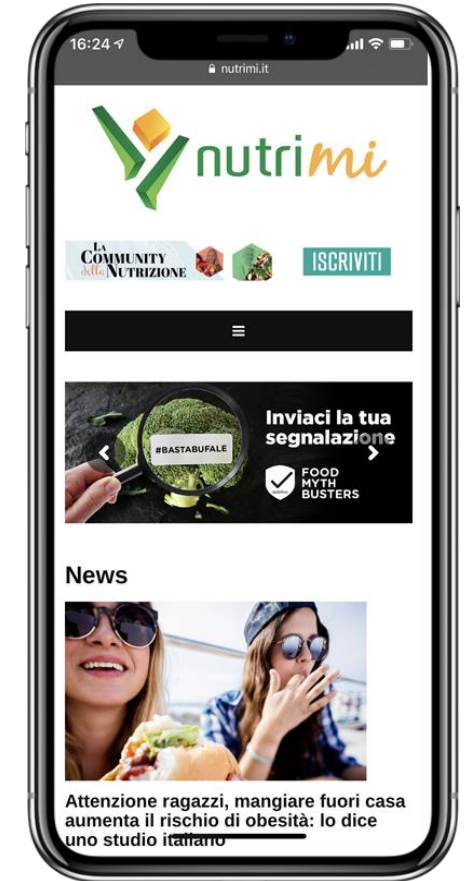 16:24
nutrimi.it
nutrimi
LA
COMMUNITY
della NUTRIZIONE
ISCRIVITI
#BASTABUFALE
Inviaci la tua
segnalazione
FOOD
MYTH
BUSTERS
News
Attenzione ragazzi, mangiare fuori casa
aumenta il rischio di obesità: lo dice
uno studio italiano